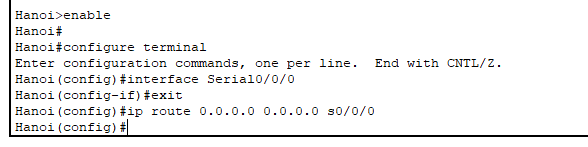 Hanoi>enable
Hanoi#
Hanoi#configure terminal
Enter configuration commands, one per line.  End with CNTL/Z.
Hanoi(config)#interface Serial0/0/0
Hanoi(config-if)#exit
Hanoi(config)#ip route 0.0.0.0 0.0.0.0 s0/0/0
Hanoi(config)#